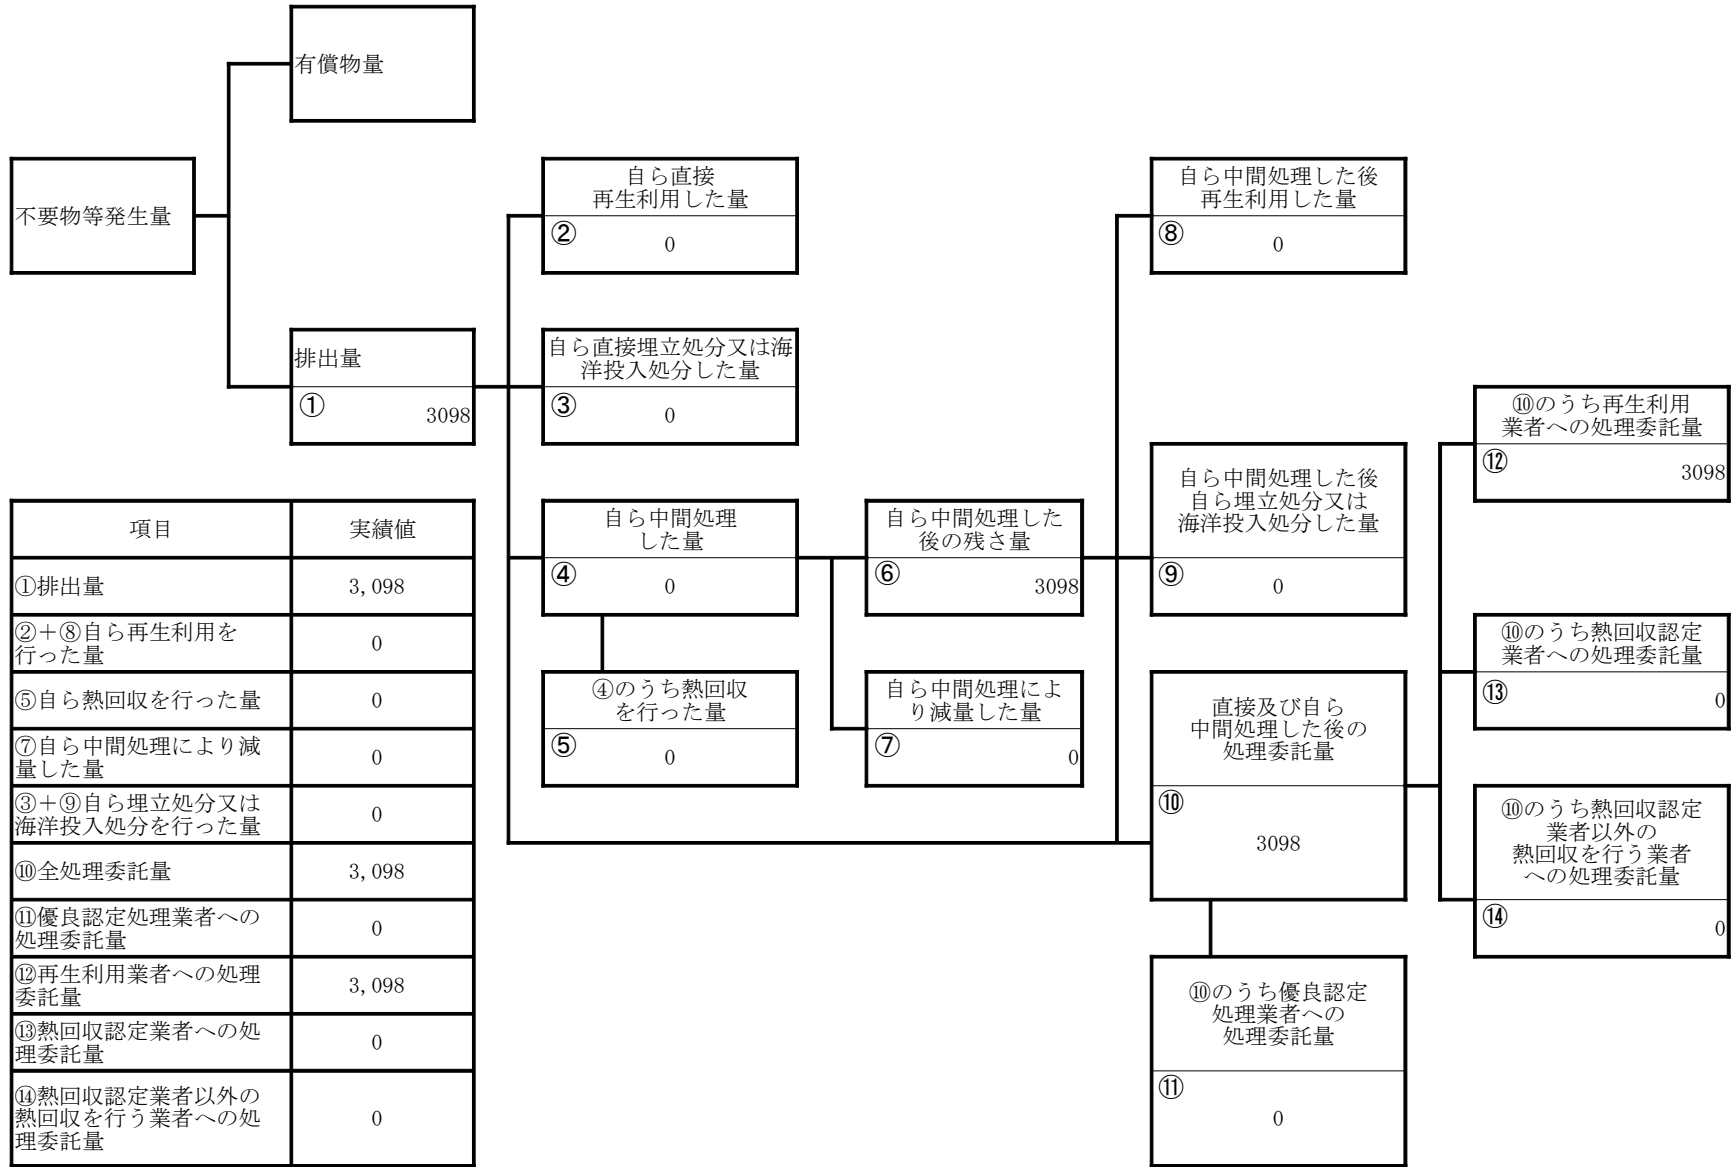 有償物量
不要物等発生量
自ら直接
再生利用した量
②
0
自ら中間処理した後
再生利用した量
⑧
0
排出量
①
3098
自ら直接埋立処分又は海
洋投入処分した量
③
0
自ら中間処理
した量
④
0
自ら中間処理した
後の残さ量
⑥
3098
自ら中間処理した後
自ら埋立処分又は
海洋投入処分した量
⑨
0
⑩のうち再生利用
業者への処理委託量
⑫
3098
④のうち熱回収
を行った量
⑤
0
自ら中間処理によ
り減量した量
⑦
0
直接及び自ら
中間処理した後の
処理委託量
⑩
3098
⑩のうち熱回収認定
業者への処理委託量
⑬
0
⑩のうち熱回収認定
業者以外の
熱回収を行う業者
への処理委託量
⑭
0
⑩のうち優良認定
処理業者への
処理委託量
⑪
0
項目 実績値
①排出量 3,098
②＋⑧自ら再生利用を
行った量 0
⑤自ら熱回収を行った量 0
⑦自ら中間処理により減
量した量 0
③＋⑨自ら埋立処分又は
海洋投入処分を行った量 0
⑩全処理委託量 3,098
⑪優良認定処理業者への
処理委託量 0
⑫再生利用業者への処理
委託量 3,098
⑬熱回収認定業者への処
理委託量 0
⑭熱回収認定業者以外の
熱回収を行う業者への処
理委託量 0